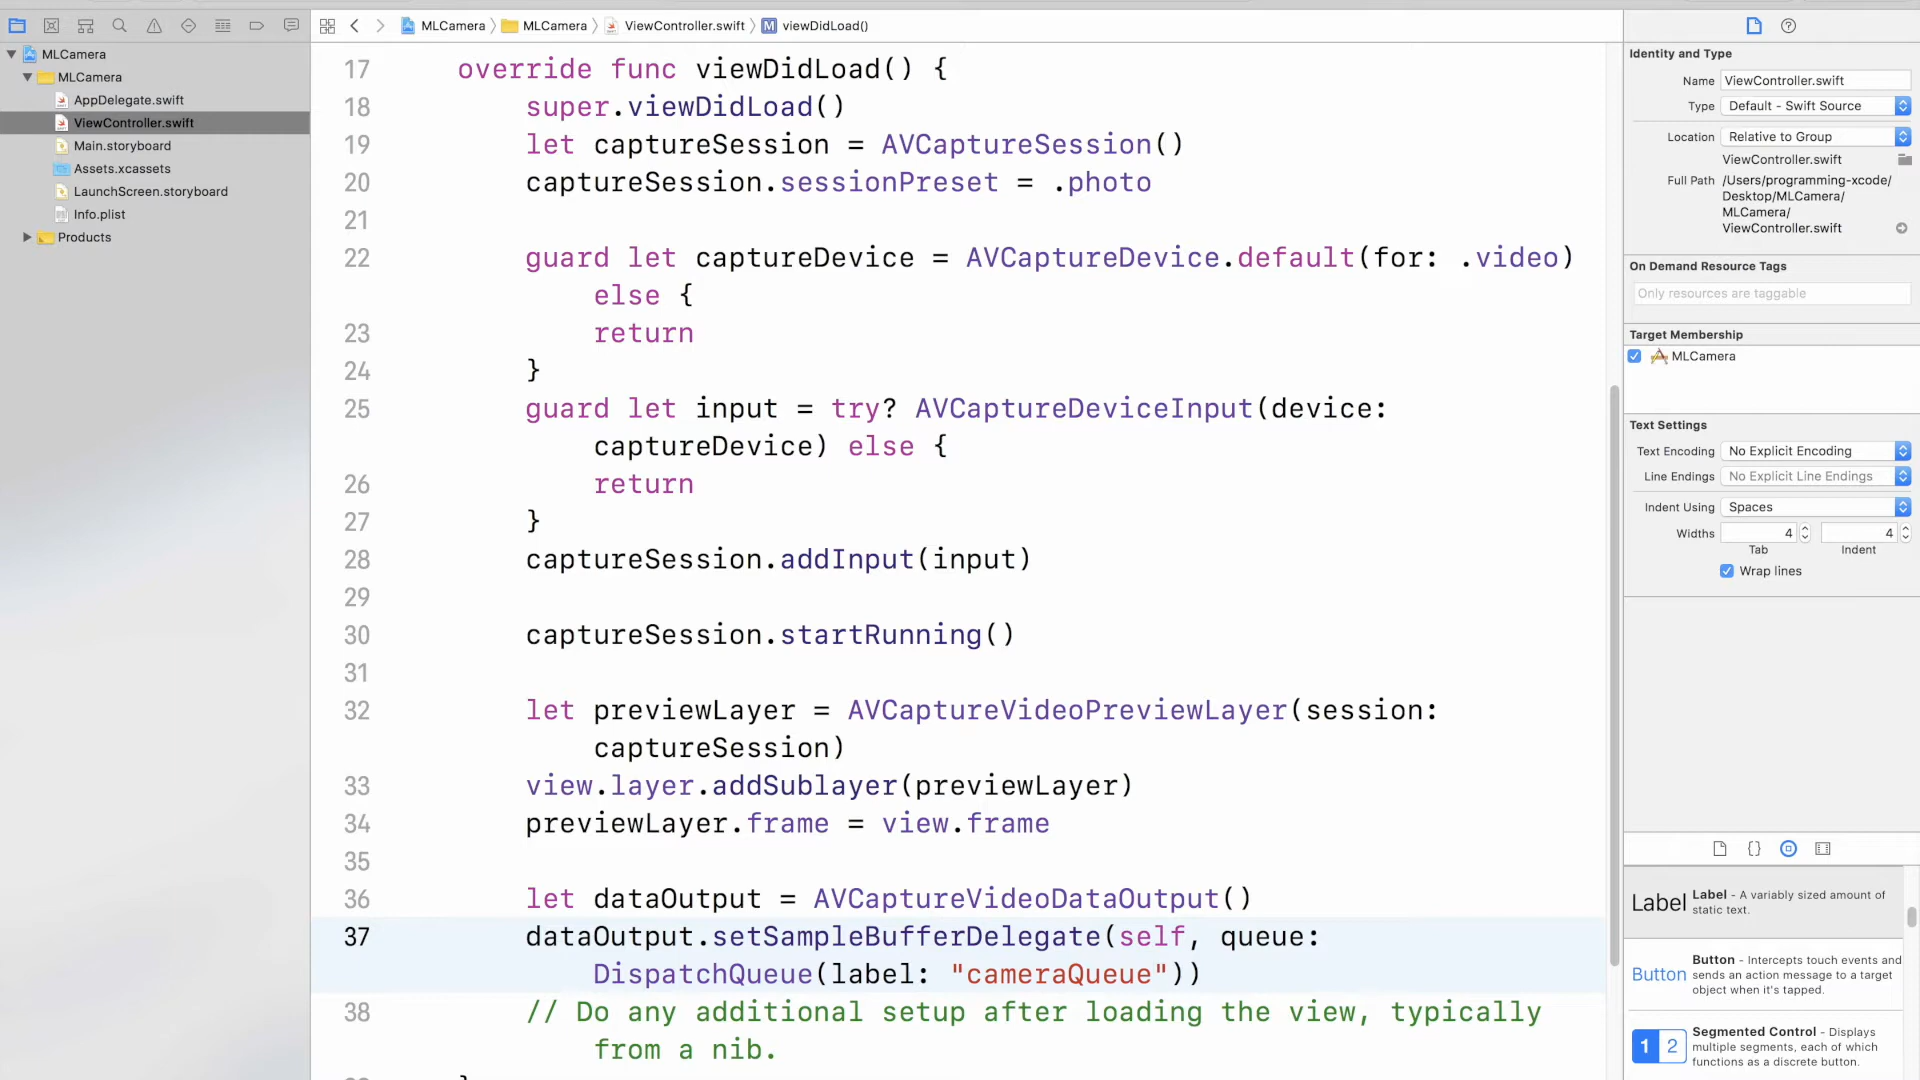 MLCamera
MLCamera
AppDelegate.swift
ViewController.swift
Main.storyboard
Assets.xcassets
LaunchScreen.storyboard
Info.plist
Products
MLCamera
MLCamera
ViewController.swift
M
viewDidLoad()
17 override func viewDidLoad() {
18 super.viewDidLoad()
19 let captureSession = AVCaptureSession()
20 captureSession.sessionPreset = .photo
21
22 guard let captureDevice = AVCaptureDevice.default(for: .video)
else {
23 return
24 }
25 guard let input = try? AVCaptureDeviceInput(device:
captureDevice) else {
26 return
27 }
28 captureSession.addInput(input)
29
30 captureSession.startRunning()
31
32 let previewLayer = AVCaptureVideoPreviewLayer(session:
captureSession)
33 view.layer.addSublayer(previewLayer)
34 previewLayer.frame = view.frame
35
36 let dataOutput = AVCaptureVideoDataOutput()
37 dataOutput.setSampleBufferDelegate(self, queue:
DispatchQueue(label: "cameraQueue"))
38 // Do any additional setup after loading the view, typically
from a nib.
Identity and Type
Name ViewController.swift
Type Default - Swift Source
Location Relative to Group
ViewController.swift
Full Path /Users/programming-xcode/
Desktop/MLCamera/
MLCamera/
ViewController.swift
On Demand Resource Tags
Only resources are taggable
Target Membership
MLCamera
Text Settings
Text Encoding No Explicit Encoding
Line Endings No Explicit Line Endings
Indent Using Spaces
Widths 4 4
Tab Indent
Wrap lines
{}
Label
Label - A variably sized amount of
static text.
Button
Button - Intercepts touch events and
sends an action message to a target
object when it's tapped.
1 2
Segmented Control - Displays
multiple segments, each of which
functions as a discrete button.